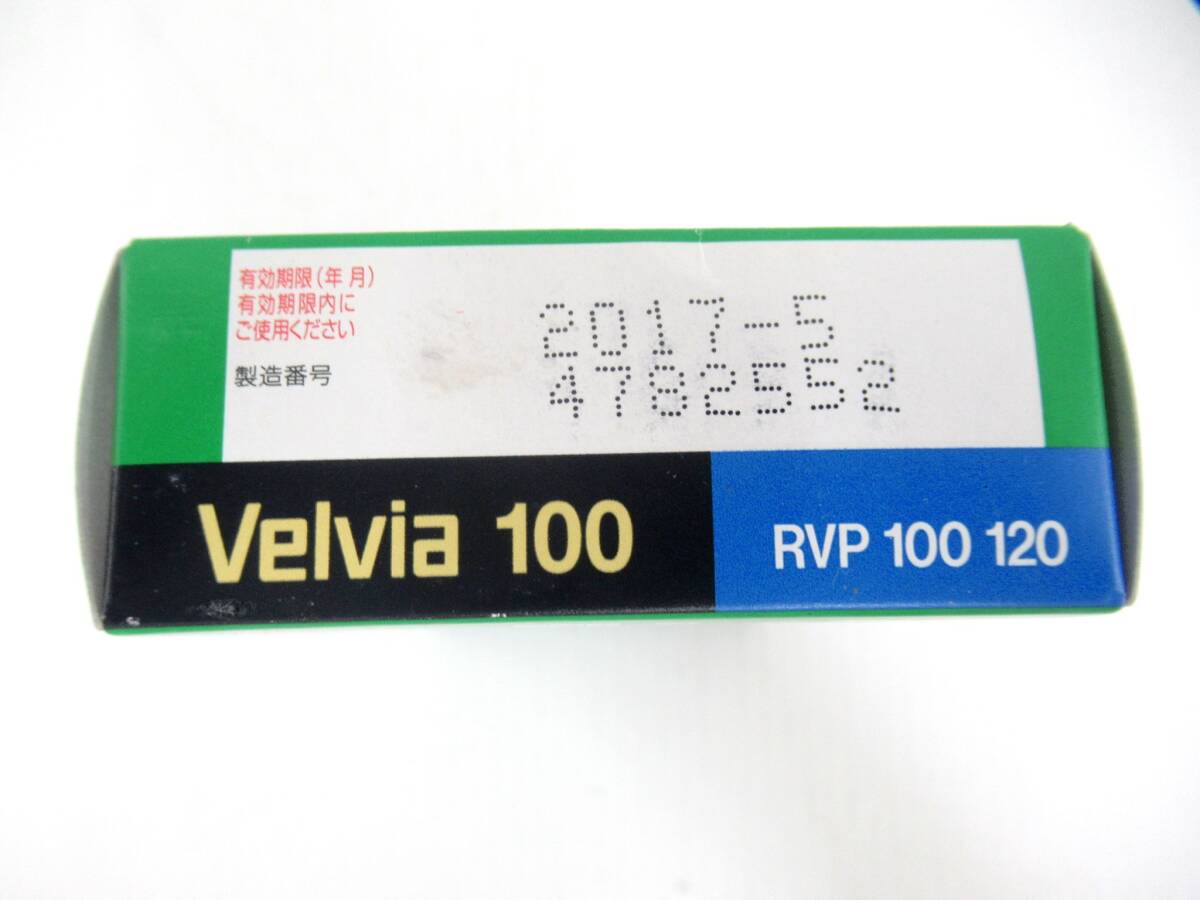 有効期限(年 月)
有効期限内に
ご使用ください
2017-5
製造番号
4782552
Velvia 100
RVP 100 120